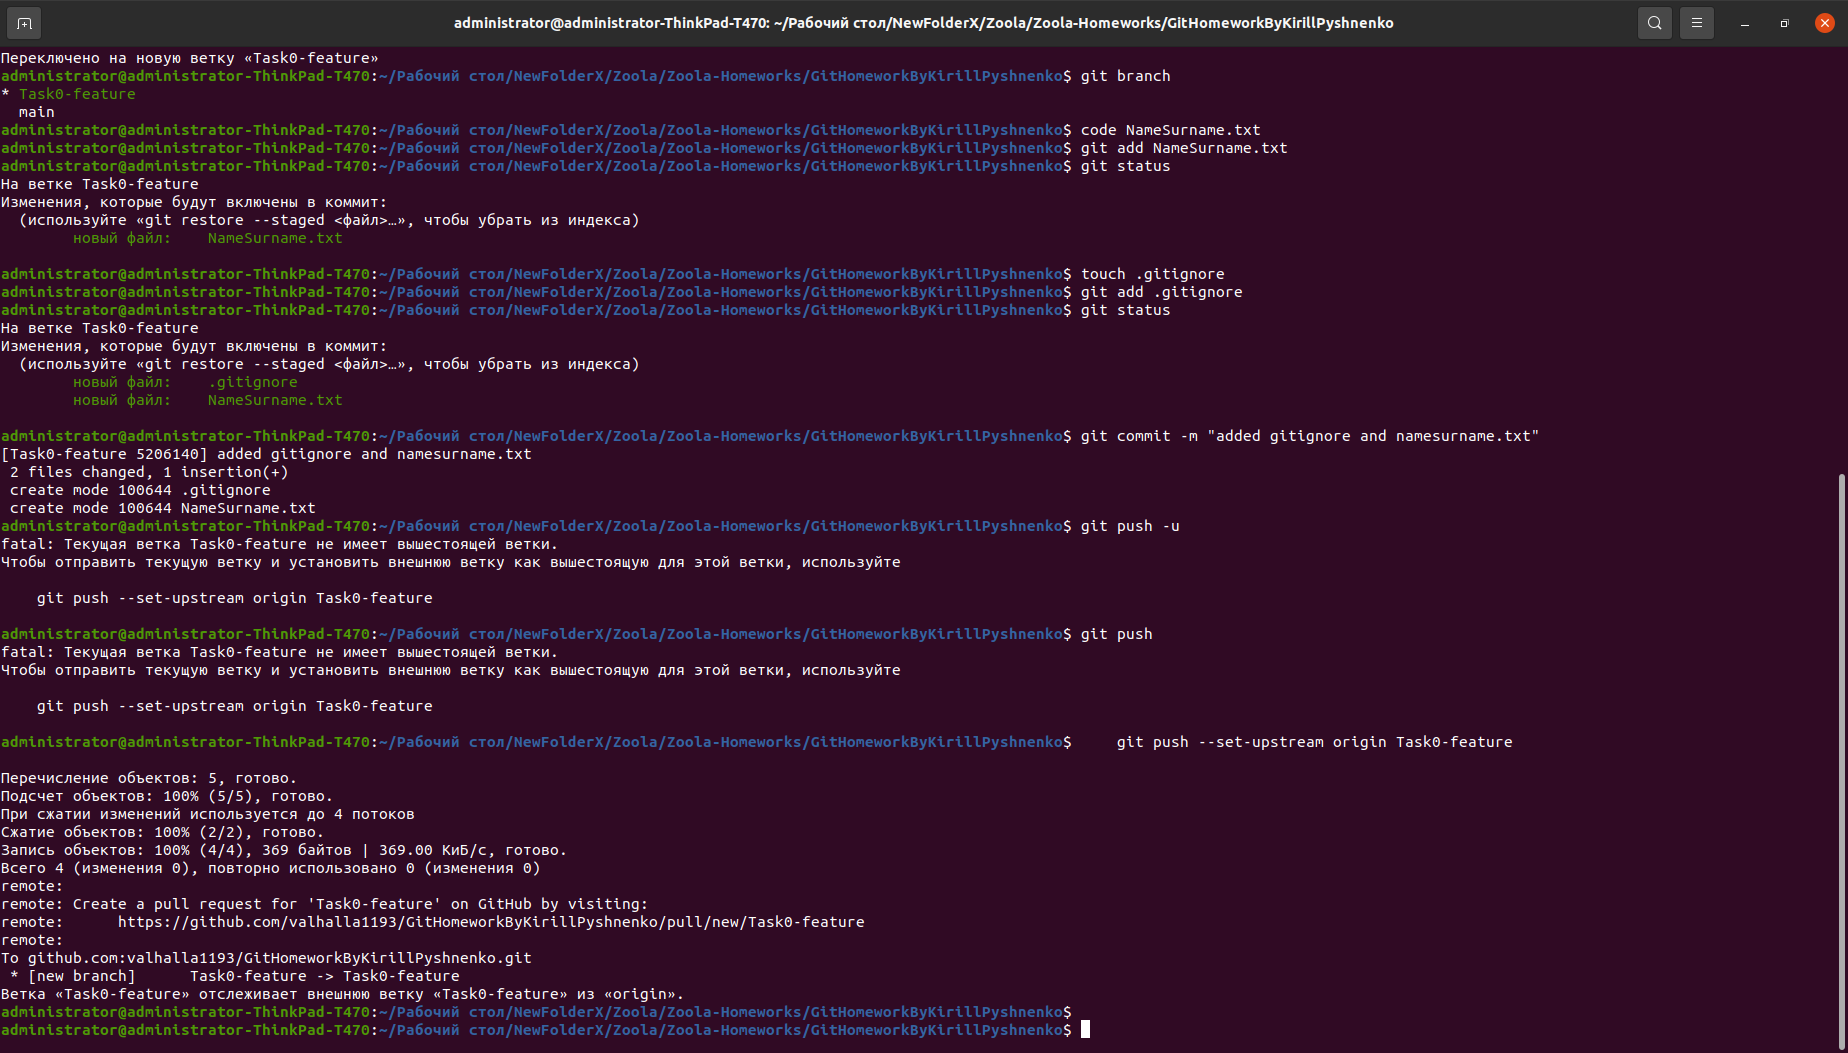 administrator@administrator-ThinkPad-T470: ~/Рабочий стол/NewFolderX/Zoola/Zoola-Homeworks/GitHomeworkByKirillPyshnenko
Переключено на новую ветку «Task0-feature»
administrator@administrator-ThinkPad-T470:~/Рабочий стол/NewFolderX/Zoola/Zoola-Homeworks/GitHomeworkByKirillPyshnenko$ git branch
* Task0-feature
  main
administrator@administrator-ThinkPad-T470:~/Рабочий стол/NewFolderX/Zoola/Zoola-Homeworks/GitHomeworkByKirillPyshnenko$ code NameSurname.txt
administrator@administrator-ThinkPad-T470:~/Рабочий стол/NewFolderX/Zoola/Zoola-Homeworks/GitHomeworkByKirillPyshnenko$ git add NameSurname.txt
administrator@administrator-ThinkPad-T470:~/Рабочий стол/NewFolderX/Zoola/Zoola-Homeworks/GitHomeworkByKirillPyshnenko$ git status
На ветке Task0-feature
Изменения, которые будут включены в коммит:
  (используйте «git restore --staged <файл>…», чтобы убрать из индекса)
        новый файл:    NameSurname.txt
administrator@administrator-ThinkPad-T470:~/Рабочий стол/NewFolderX/Zoola/Zoola-Homeworks/GitHomeworkByKirillPyshnenko$ touch .gitignore
administrator@administrator-ThinkPad-T470:~/Рабочий стол/NewFolderX/Zoola/Zoola-Homeworks/GitHomeworkByKirillPyshnenko$ git add .gitignore
administrator@administrator-ThinkPad-T470:~/Рабочий стол/NewFolderX/Zoola/Zoola-Homeworks/GitHomeworkByKirillPyshnenko$ git status
На ветке Task0-feature
Изменения, которые будут включены в коммит:
  (используйте «git restore --staged <файл>…», чтобы убрать из индекса)
        новый файл:    .gitignore
        новый файл:    NameSurname.txt
administrator@administrator-ThinkPad-T470:~/Рабочий стол/NewFolderX/Zoola/Zoola-Homeworks/GitHomeworkByKirillPyshnenko$ git commit -m "added gitignore and namesurname.txt"
[Task0-feature 5206140] added gitignore and namesurname.txt
 2 files changed, 1 insertion(+)
 create mode 100644 .gitignore
 create mode 100644 NameSurname.txt
administrator@administrator-ThinkPad-T470:~/Рабочий стол/NewFolderX/Zoola/Zoola-Homeworks/GitHomeworkByKirillPyshnenko$ git push -u
fatal: Текущая ветка Task0-feature не имеет вышестоящей ветки.
Чтобы отправить текущую ветку и установить внешнюю ветку как вышестоящую для этой ветки, используйте
    git push --set-upstream origin Task0-feature
administrator@administrator-ThinkPad-T470:~/Рабочий стол/NewFolderX/Zoola/Zoola-Homeworks/GitHomeworkByKirillPyshnenko$ git push
fatal: Текущая ветка Task0-feature не имеет вышестоящей ветки.
Чтобы отправить текущую ветку и установить внешнюю ветку как вышестоящую для этой ветки, используйте
    git push --set-upstream origin Task0-feature
administrator@administrator-ThinkPad-T470:~/Рабочий стол/NewFolderX/Zoola/Zoola-Homeworks/GitHomeworkByKirillPyshnenko$     git push --set-upstream origin Task0-feature
Перечисление объектов: 5, готово.
Подсчет объектов: 100% (5/5), готово.
При сжатии изменений используется до 4 потоков
Сжатие объектов: 100% (2/2), готово.
Запись объектов: 100% (4/4), 369 байтов | 369.00 КиБ/с, готово.
Всего 4 (изменения 0), повторно использовано 0 (изменения 0)
remote:
remote: Create a pull request for 'Task0-feature' on GitHub by visiting:
remote:      https://github.com/valhalla1193/GitHomeworkByKirillPyshnenko/pull/new/Task0-feature
remote:
To github.com:valhalla1193/GitHomeworkByKirillPyshnenko.git
 * [new branch]      Task0-feature -> Task0-feature
Ветка «Task0-feature» отслеживает внешнюю ветку «Task0-feature» из «origin».
administrator@administrator-ThinkPad-T470:~/Рабочий стол/NewFolderX/Zoola/Zoola-Homeworks/GitHomeworkByKirillPyshnenko$
administrator@administrator-ThinkPad-T470:~/Рабочий стол/NewFolderX/Zoola/Zoola-Homeworks/GitHomeworkByKirillPyshnenko$